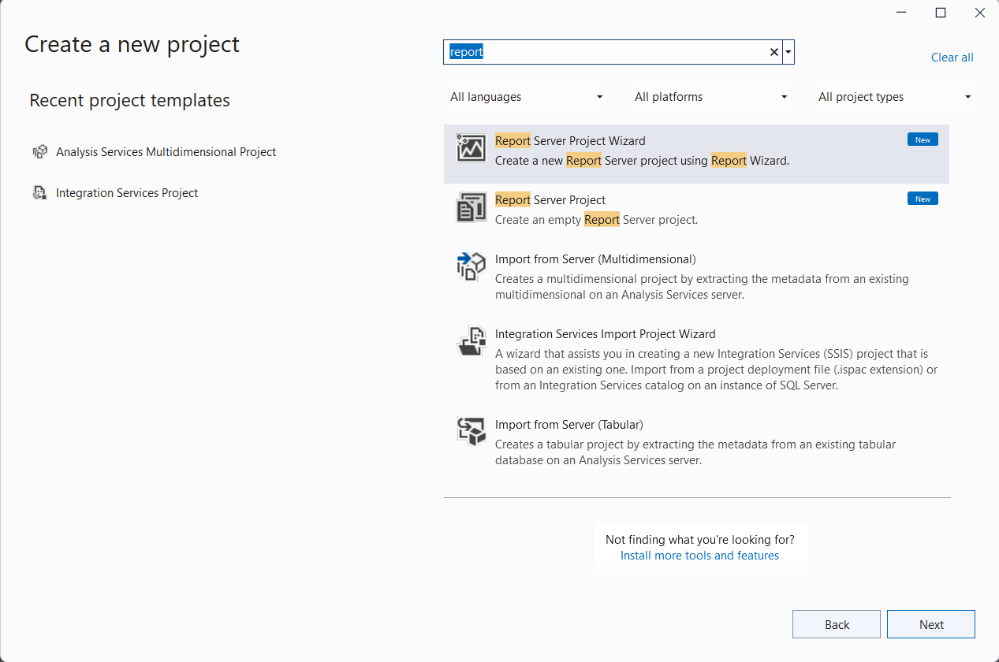 Create a new project
report
Clear all
Recent project templates
All languages
All platforms
All project types
Analysis Services Multidimensional Project
Integration Services Project
Report Server Project Wizard
New
Create a new Report Server project using Report Wizard.
Report Server Project
New
Create an empty Report Server project.
Import from Server (Multidimensional)
Creates a multidimensional project by extracting the metadata from an existing
multidimensional on an Analysis Services server.
Integration Services Import Project Wizard
A wizard that assists you in creating a new Integration Services (SSIS) project that is
based on an existing one. Import from a project deployment file (.ispac extension) or
from an Integration Services catalog on an instance of SQL Server.
Import from Server (Tabular)
Creates a tabular project by extracting the metadata from an existing tabular
database on an Analysis Services server.
Not finding what you're looking for?
Install more tools and features
Back
Next